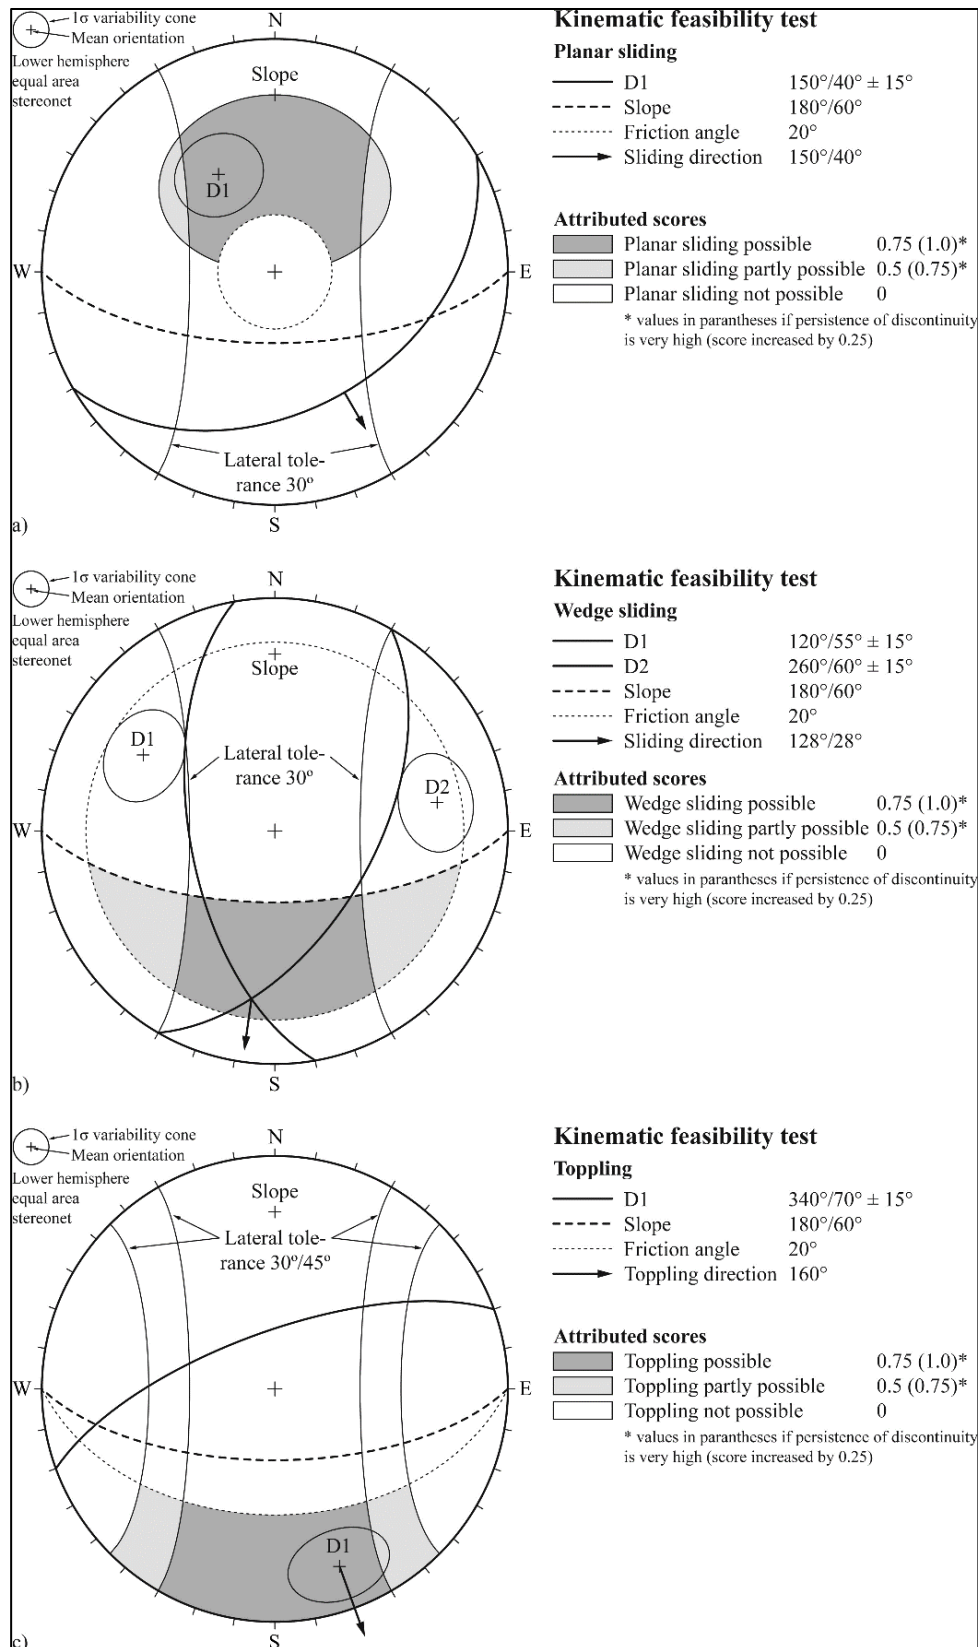 1σ variability cone
Mean orientation
Lower hemisphere
equal area
stereonet
Slope
D1
W
E
Lateral tole-
rance 30°
S
a)
Kinematic feasibility test
Planar sliding
D1 150°/40° ± 15°
Slope 180°/60°
Friction angle 20°
Sliding direction 150°/40°
Attributed scores
Planar sliding possible 0.75 (1.0)*
Planar sliding partly possible 0.5 (0.75)*
Planar sliding not possible 0
* values in parantheses if persistence of discontinuity
is very high (score increased by 0.25)
1σ variability cone
Mean orientation
Lower hemisphere
equal area
stereonet
N
Slope
D1
Lateral tole-
rance 30°
D2
W
E
S
b)
Kinematic feasibility test
Wedge sliding
D1 120°/55° ± 15°
D2 260°/60° ± 15°
Slope 180°/60°
Friction angle 20°
Sliding direction 128°/28°
Attributed scores
Wedge sliding possible 0.75 (1.0)*
Wedge sliding partly possible 0.5 (0.75)*
Wedge sliding not possible 0
* values in parantheses if persistence of discontinuity
is very high (score increased by 0.25)
1σ variability cone
Mean orientation
Lower hemisphere
equal area
stereonet
N
Slope
Lateral tole-
rance 30°/45°
W
E
D1
S
c)
Kinematic feasibility test
Toppling
D1 340°/70° ± 15°
Slope 180°/60°
Friction angle 20°
Toppling direction 160°
Attributed scores
Toppling possible 0.75 (1.0)*
Toppling partly possible 0.5 (0.75)*
Toppling not possible 0
* values in parantheses if persistence of discontinuity
is very high (score increased by 0.25)